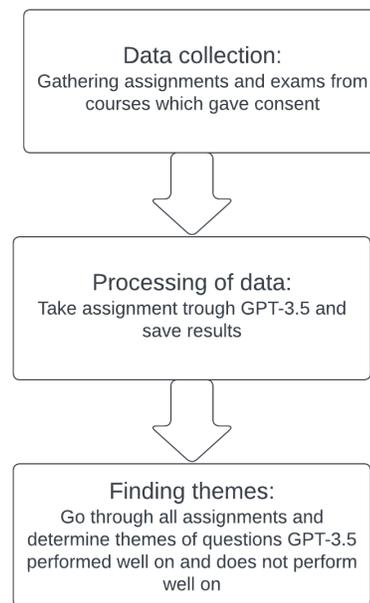 Data collection:
Gathering assignments and exams from
courses which gave consent
Processing of data:
Take assignment trough GPT-3.5 and
save results
Finding themes:
Go through all assignments and
determine themes of questions GPT-3.5
performed well on and does not perform
well on